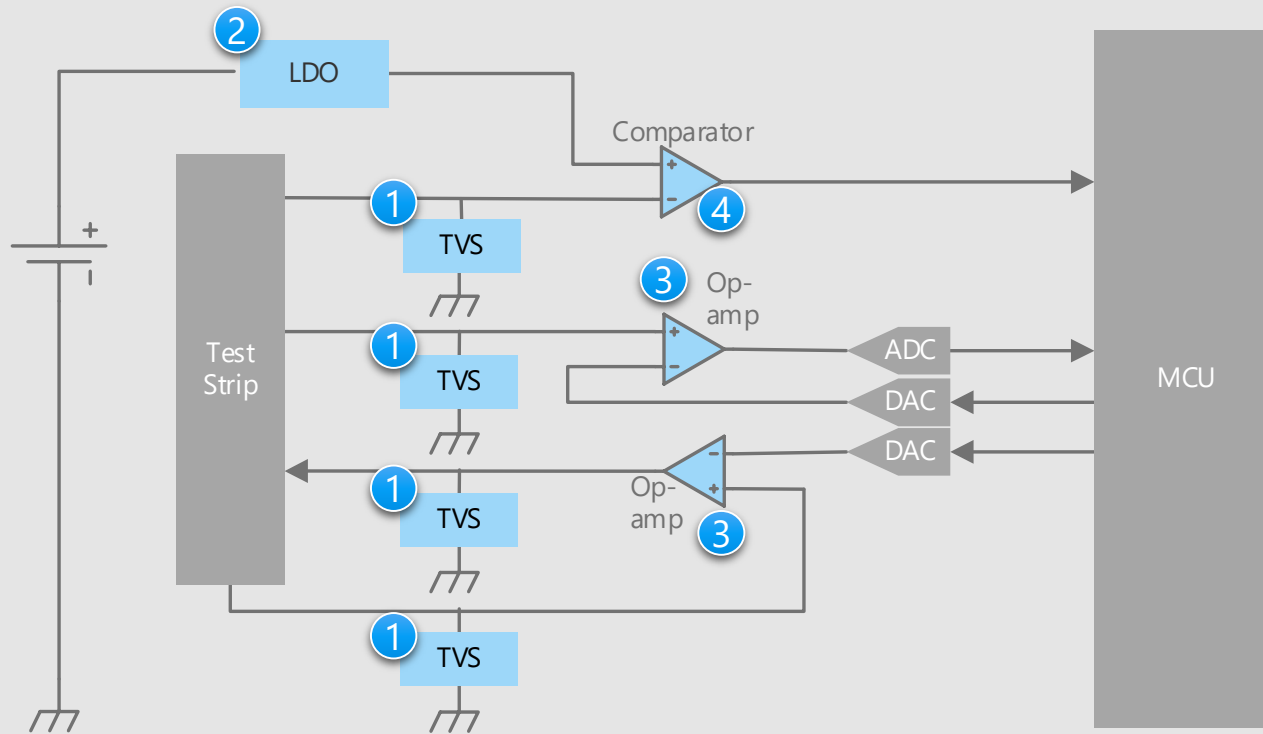 2
LDO
Comparator
+
-
4
1
TVS
+
-
3
Op-
amp
+
-
1
TVS
Test
Strip
ADC
DAC
DAC
MCU
-
+
Op-
amp
3
1
TVS
1
TVS